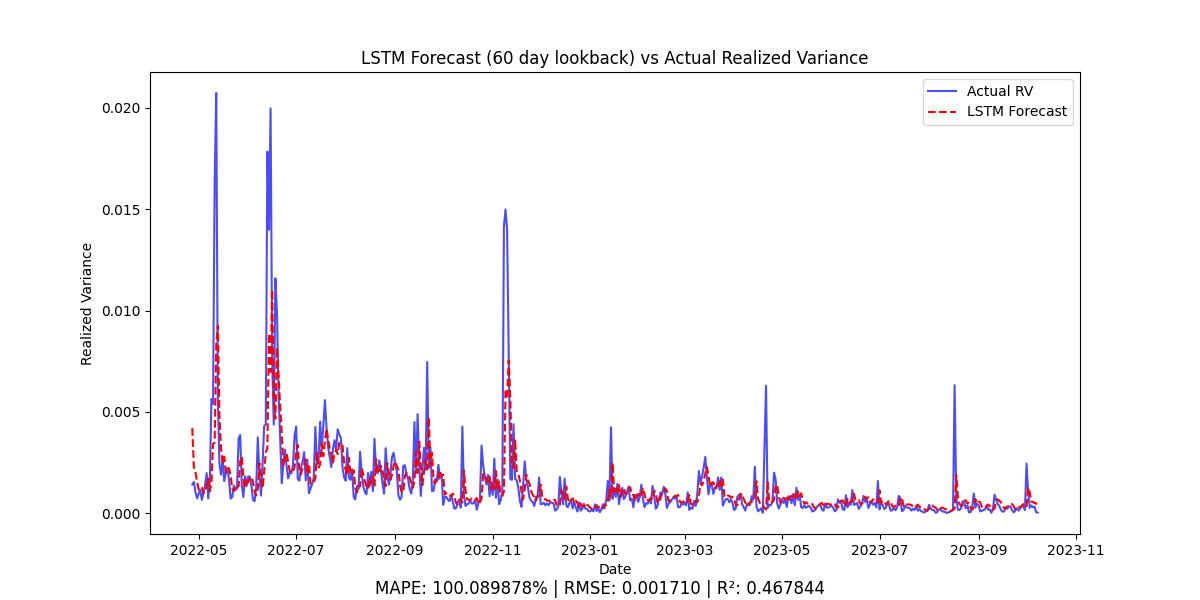 LSTM Forecast (60 day lookback) vs Actual Realized Variance
Actual RV
LSTM Forecast
Realized Variance
0.020
0.015
0.010
0.005
0.000
2022-05 2022-07 2022-09 2022-11 2023-01 2023-03 2023-05 2023-07 2023-09 2023-11
Date
MAPE: 100.089878% | RMSE: 0.001710 | R²: 0.467844